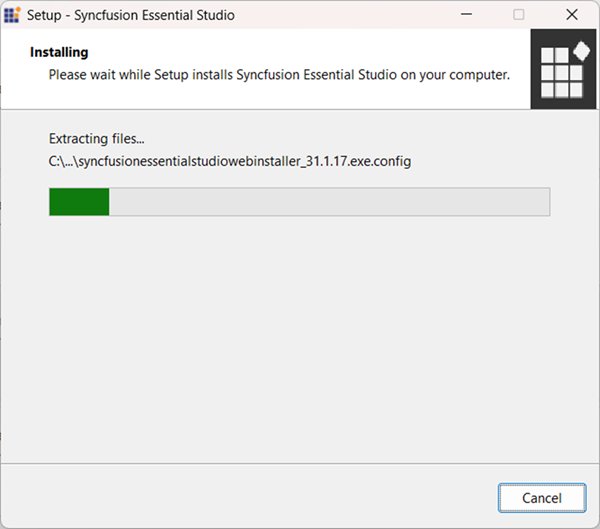 Setup - Syncfusion Essential Studio
Installing
Please wait while Setup installs Syncfusion Essential Studio on your computer.
Extracting files...
C:\...\syncfusionessentialstudiowebinstaller_31.1.17.exe.config
Cancel